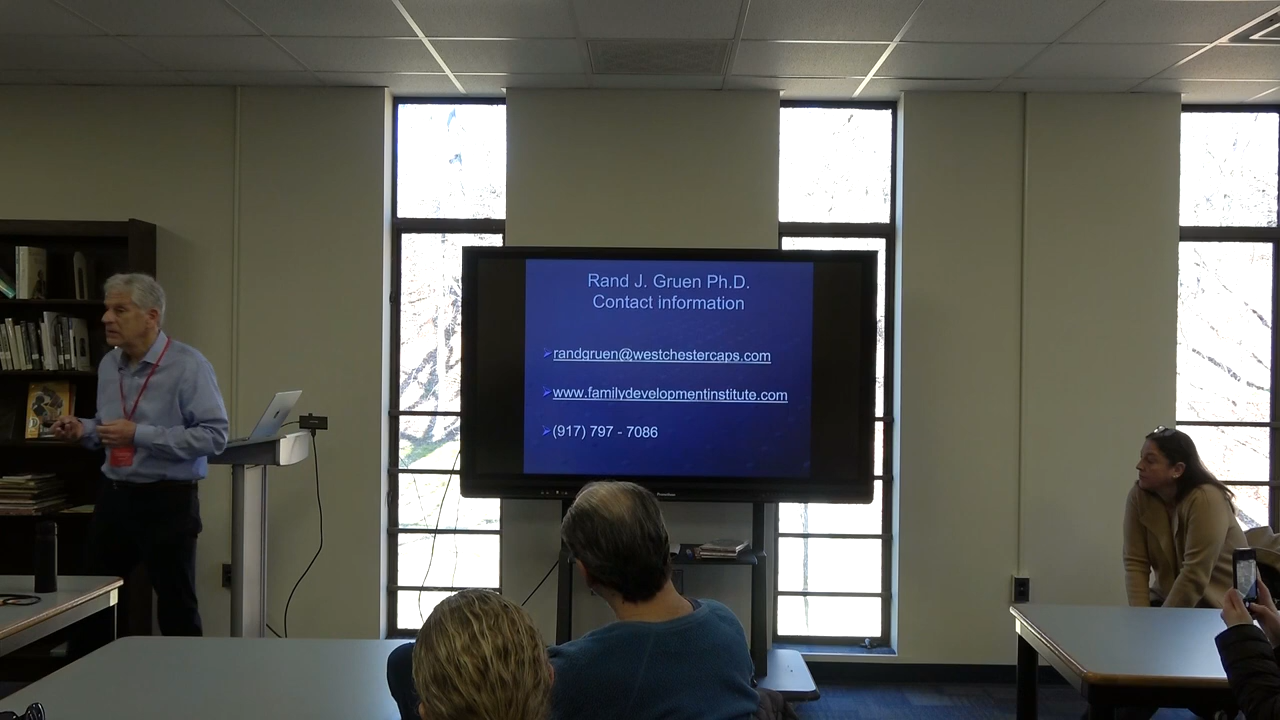 Rand J. Gruen Ph.D.
Contact information
randgruen@westchestercaps.com
www.familydevelopmentinstitute.com
(917) 797 - 7086